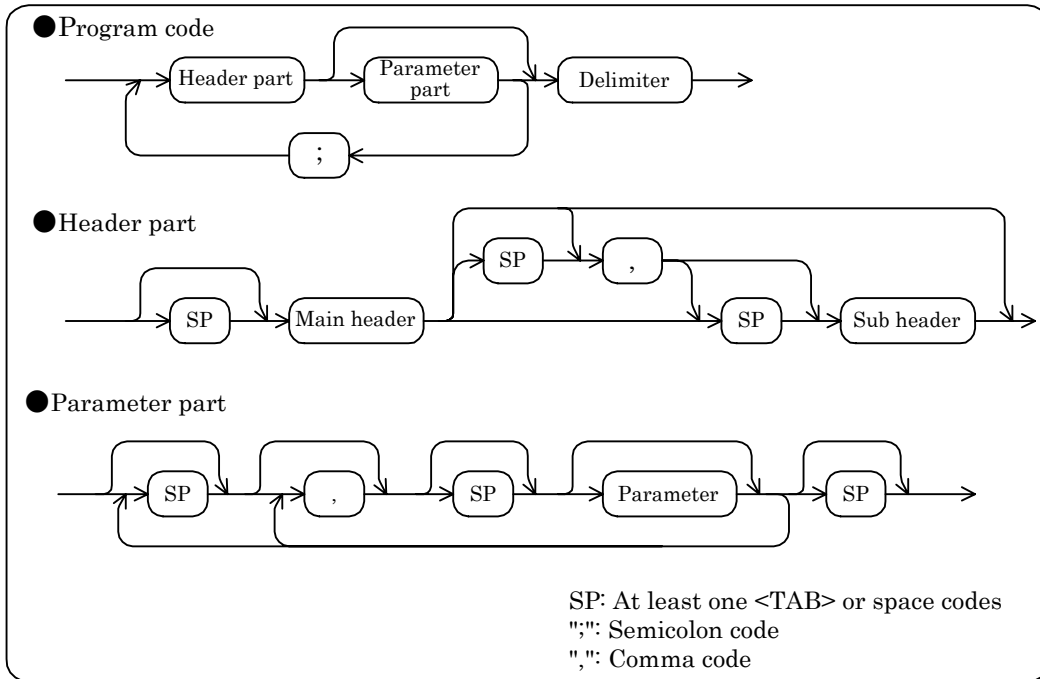 ●Program code
Header part
Parameter
part
Delimiter
;
●Header part
SP
,
SP
Main header
SP
Sub header
●Parameter part
SP
,
SP
Parameter
SP
SP: At least one <TAB> or space codes
";": Semicolon code
",": Comma code